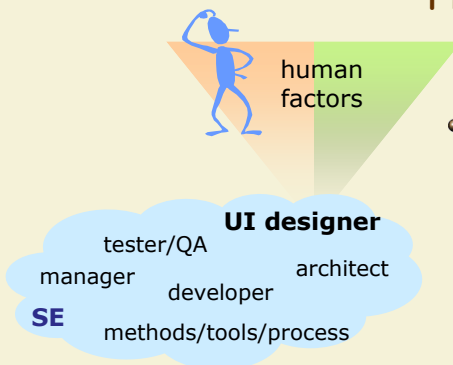 human
factors
UI designer
tester/QA
architect
manager
developer
SE
methods/tools/process